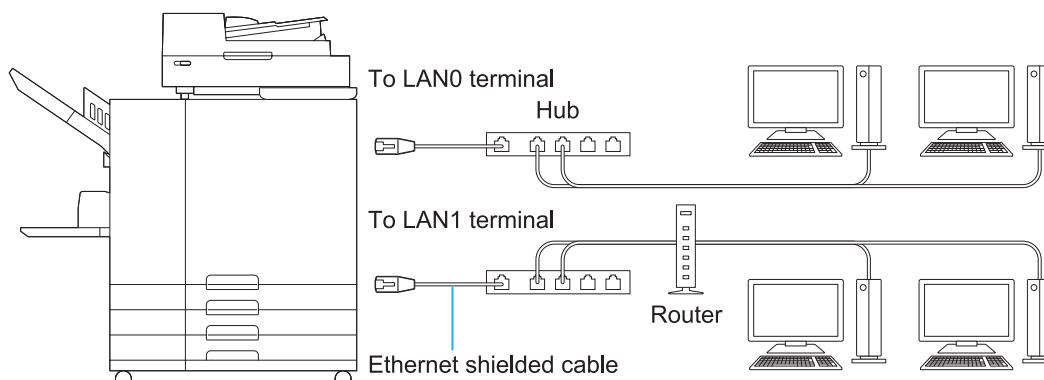 To LAN0 terminal
Hub
To LAN1 terminal
Router
Ethernet shielded cable